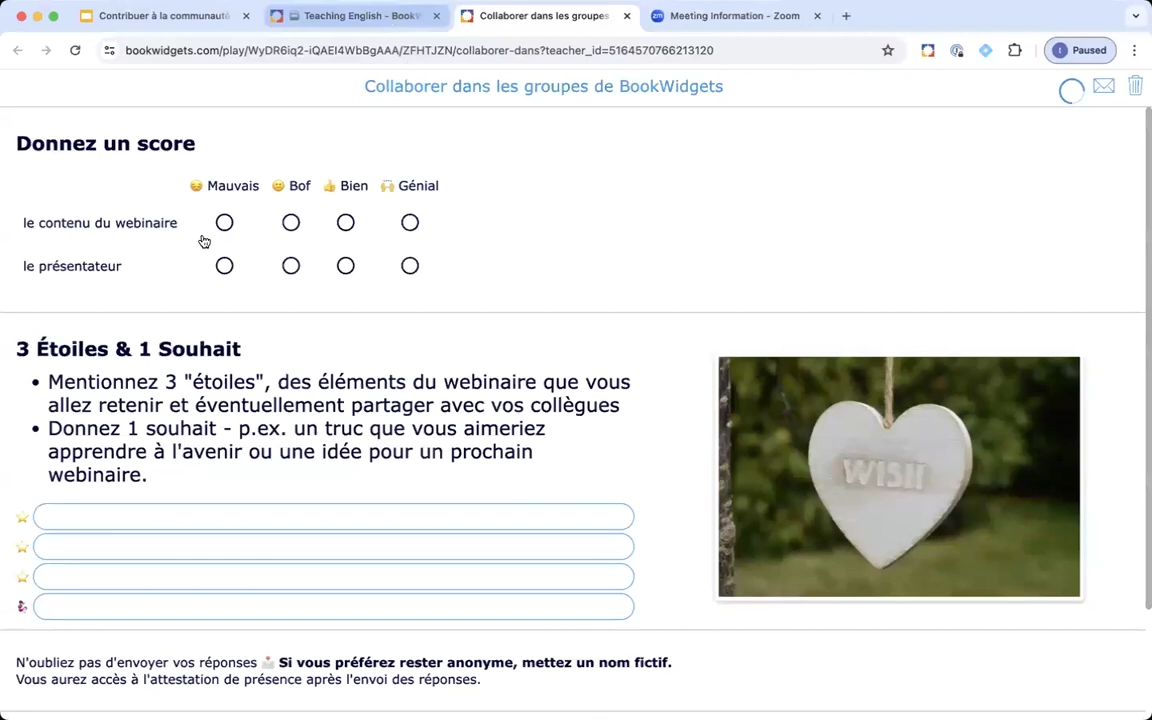 Contribuer à la communauté
Teaching English - BookW
Collaborer dans les groupes
Meeting Information - Zoom
bookwidgets.com/play/WyDR6iq2-iQAEI4WbBgAAA/ZFHTJZN/collaborer-dans?teacher_id=5164570766213120
Paused
Collaborer dans les groupes de BookWidgets
Donnez un score
Mauvais Bof Bien Génial
le contenu du webinaire
le présentateur
3 Étoiles & 1 Souhait
• Mentionnez 3 "étoiles", des éléments du webinaire que vous
allez retenir et éventuellement partager avec vos collègues
• Donnez 1 souhait - p.ex. un truc que vous aimeriez
apprendre à l'avenir ou une idée pour un prochain
webinaire.
WISH
N'oubliez pas d'envoyer vos réponses Si vous préférez rester anonyme, mettez un nom fictif.
Vous aurez accès à l'attestation de présence après l'envoi des réponses.